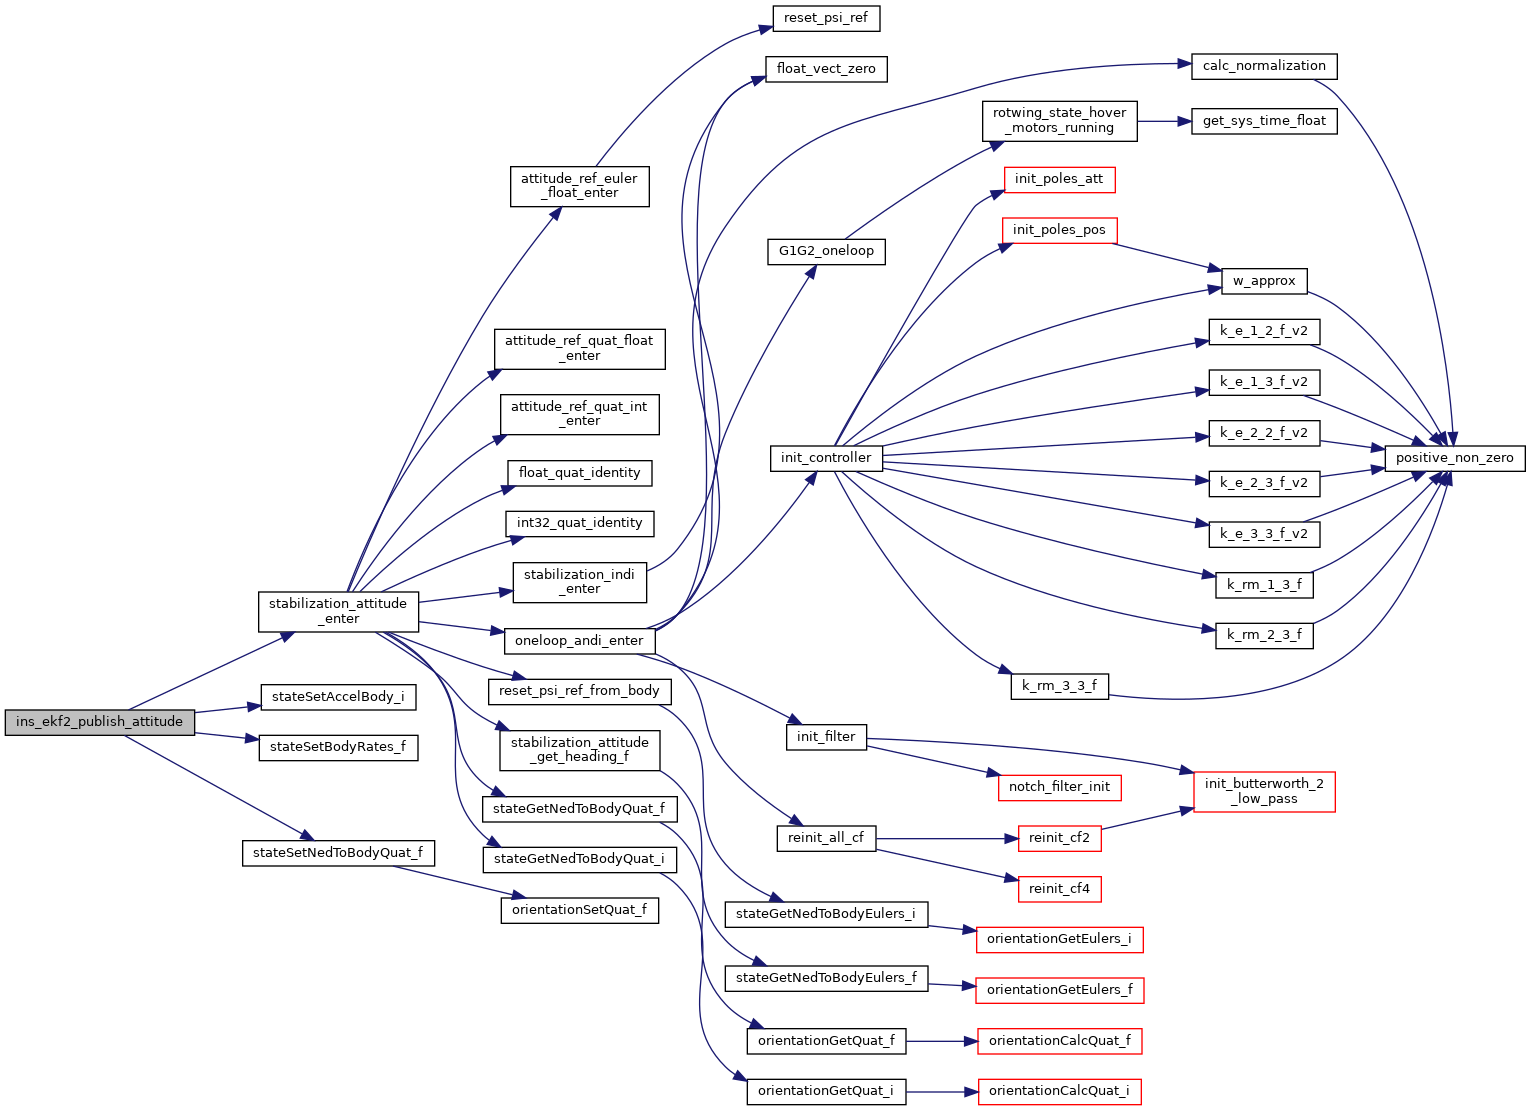 ins_ekf2_publish_attitude
stabilization_attitude
_enter
stateSetAccelBody_i
stateSetBodyRates_f
stateSetNedToBodyQuat_f
attitude_ref_euler
_float_enter
attitude_ref_quat_float
_enter
attitude_ref_quat_int
_enter
float_quat_identity
int32_quat_identity
stabilization_indi
_enter
oneloop_andi_enter
reset_psi_ref_from_body
stabilization_attitude
_get_heading_f
stateGetNedToBodyQuat_f
stateGetNedToBodyQuat_i
orientationSetQuat_f
reset_psi_ref
float_vect_zero
G1G2_oneloop
init_controller
init_filter
reinit_all_cf
stateGetNedToBodyEulers_i
stateGetNedToBodyEulers_f
orientationGetQuat_f
orientationGetQuat_i
rotwing_state_hover
_motors_running
init_poles_att
init_poles_pos
k_rm_3_3_f
notch_filter_init
reinit_cf2
reinit_cf4
orientationGetEulers_i
orientationGetEulers_f
orientationCalcQuat_f
orientationCalcQuat_i
calc_normalization
get_sys_time_float
w_approx
k_e_1_2_f_v2
k_e_1_3_f_v2
k_e_2_2_f_v2
k_e_2_3_f_v2
k_e_3_3_f_v2
k_rm_1_3_f
k_rm_2_3_f
init_butterworth_2
_low_pass
positive_non_zero